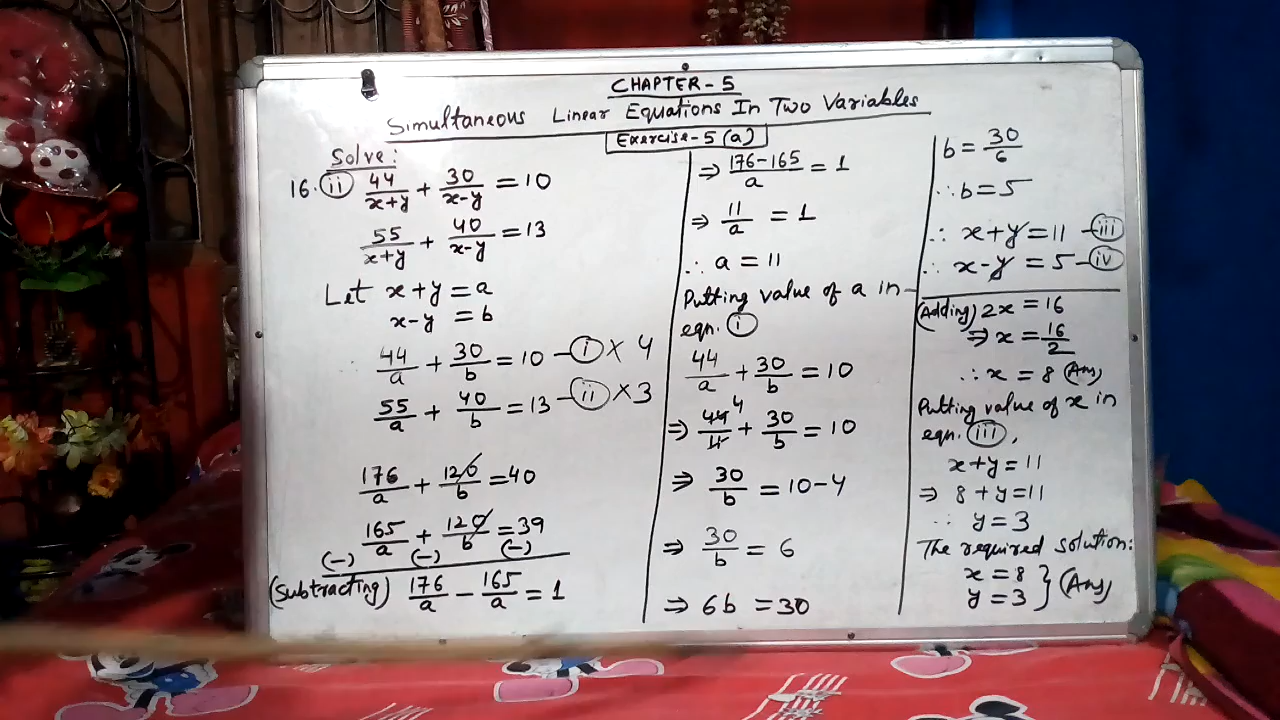 CHAPTER-5
Simultaneous Linear Equations In Two Variables
Exercise-5(a)
Solve:
16. (ii) 44/x+y + 30/x-y = 10
55/x+y + 40/x-y = 13
Let x+y = a
x-y = b
∴ 44/a + 30/b = 10 -(i) × 4
55/a + 40/b = 13 -(ii) × 3
176/a + 120/b = 40
165/a + 120/b = 39
(-) (-) (-)
(Subtracting) 176/a - 165/a = 1
⇒ 176-165/a = 1
⇒ 11/a = 1
∴ a = 11
Putting value of a in
eqn. (i)
44/a + 30/b = 10
⇒ 44/11 4 + 30/b = 10
⇒ 30/b = 10-4
⇒ 30/b = 6
⇒ 6b = 30
b = 30/6
∴ b = 5
∴ x+y = 11 -(iii)
∴ x-y = 5 -(iv)
(Adding) 2x = 16
⇒ x = 16/2
∴ x = 8 (Ans)
Putting value of x in
eqn. (iii),
x+y = 11
⇒ 8+y = 11
∴ y = 3
The required solution:
x = 8
y = 3 } (Ans)